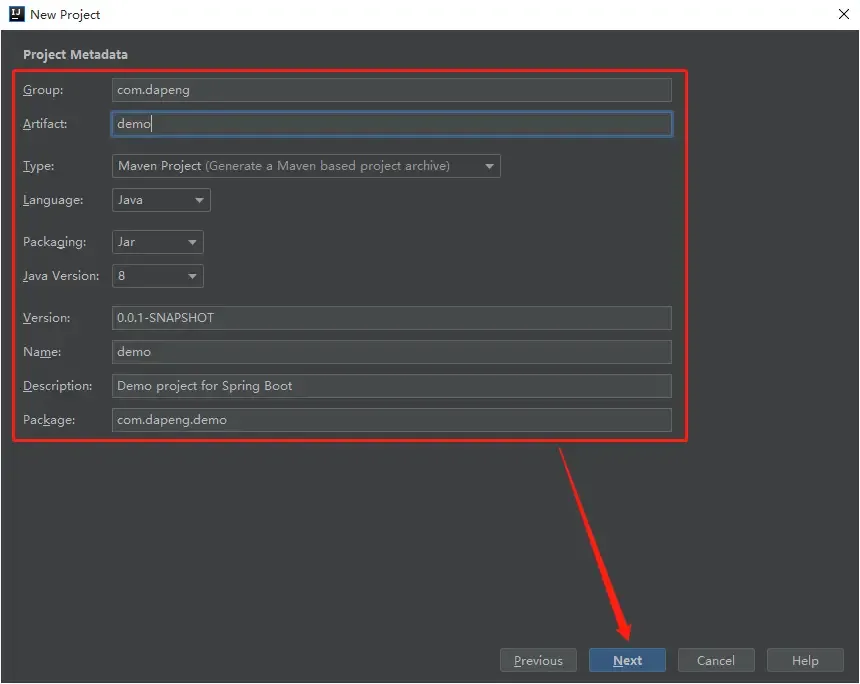 IJ New Project
Project Metadata
Group: com.dapeng
Artifact: demo
Type: Maven Project (Generate a Maven based project archive)
Language: Java
Packaging: Jar
Java Version: 8
Version: 0.0.1-SNAPSHOT
Name: demo
Description: Demo project for Spring Boot
Package: com.dapeng.demo
Previous Next Cancel Help